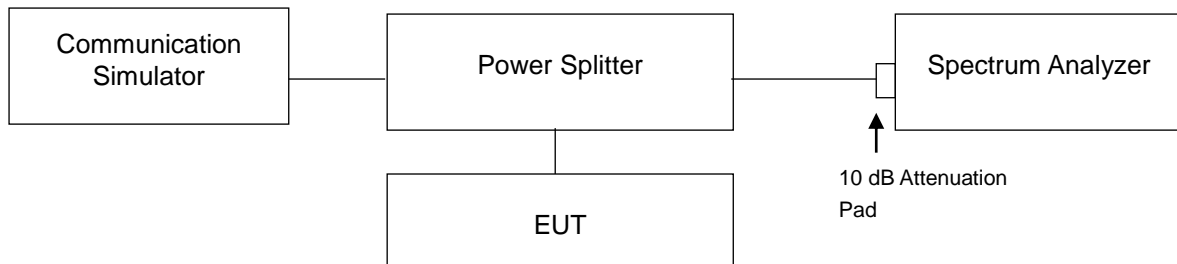 Communication
Simulator
Power Splitter
Spectrum Analyzer
10 dB Attenuation
Pad
EUT